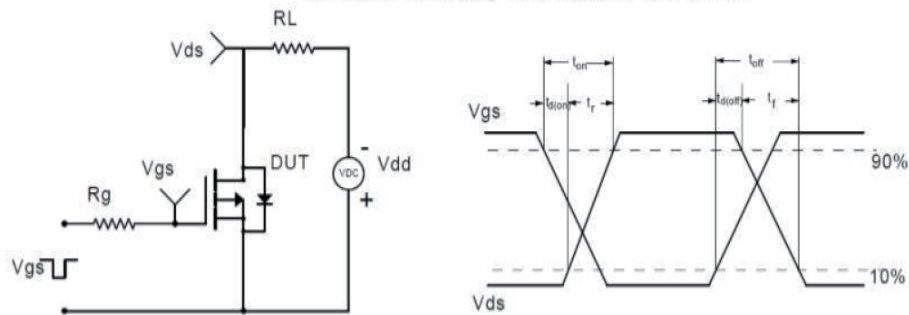 RL
Vds
Vgs
DUT
VDC
-
+
Vdd
Rg
Vgs
ton
toff
td(on)
tr
td(off)
tf
Vgs
90%
10%
Vds